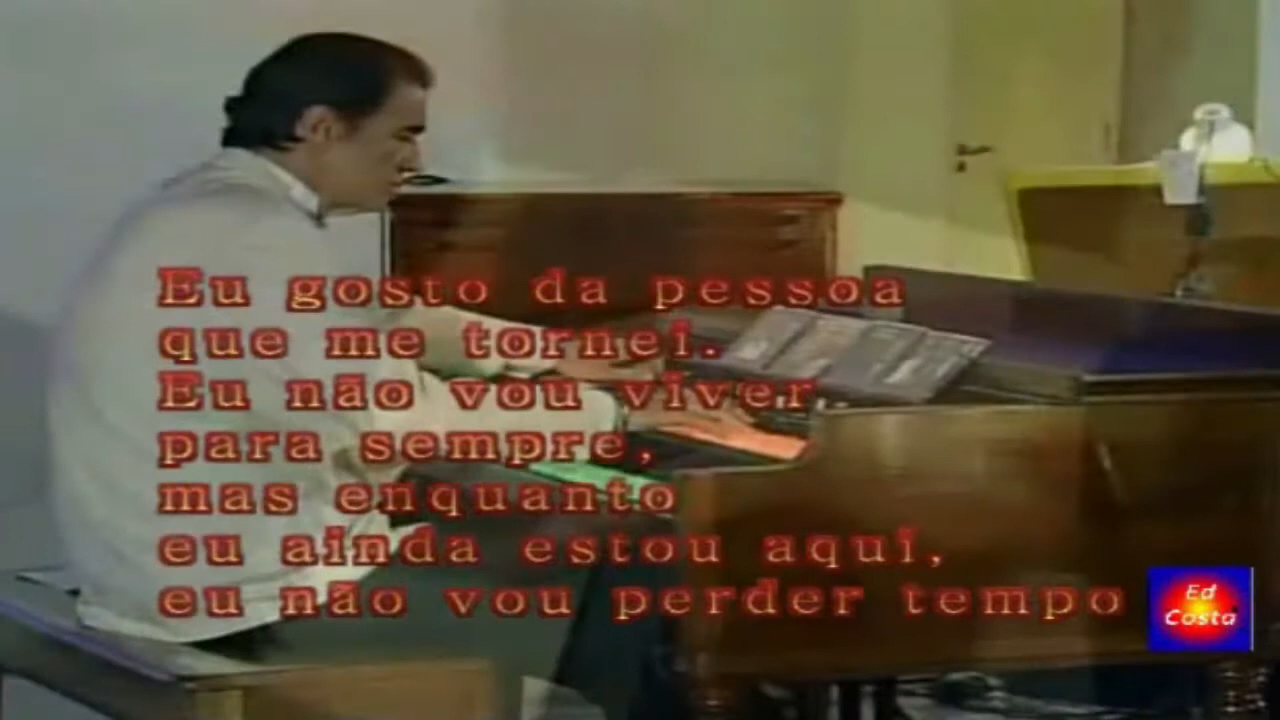 Eu gosto da pessoa
que me tornei.
Eu não vou viver
para sempre,
mas enquanto
eu ainda estou aqui,
eu não vou perder tempo
Ed
Costa